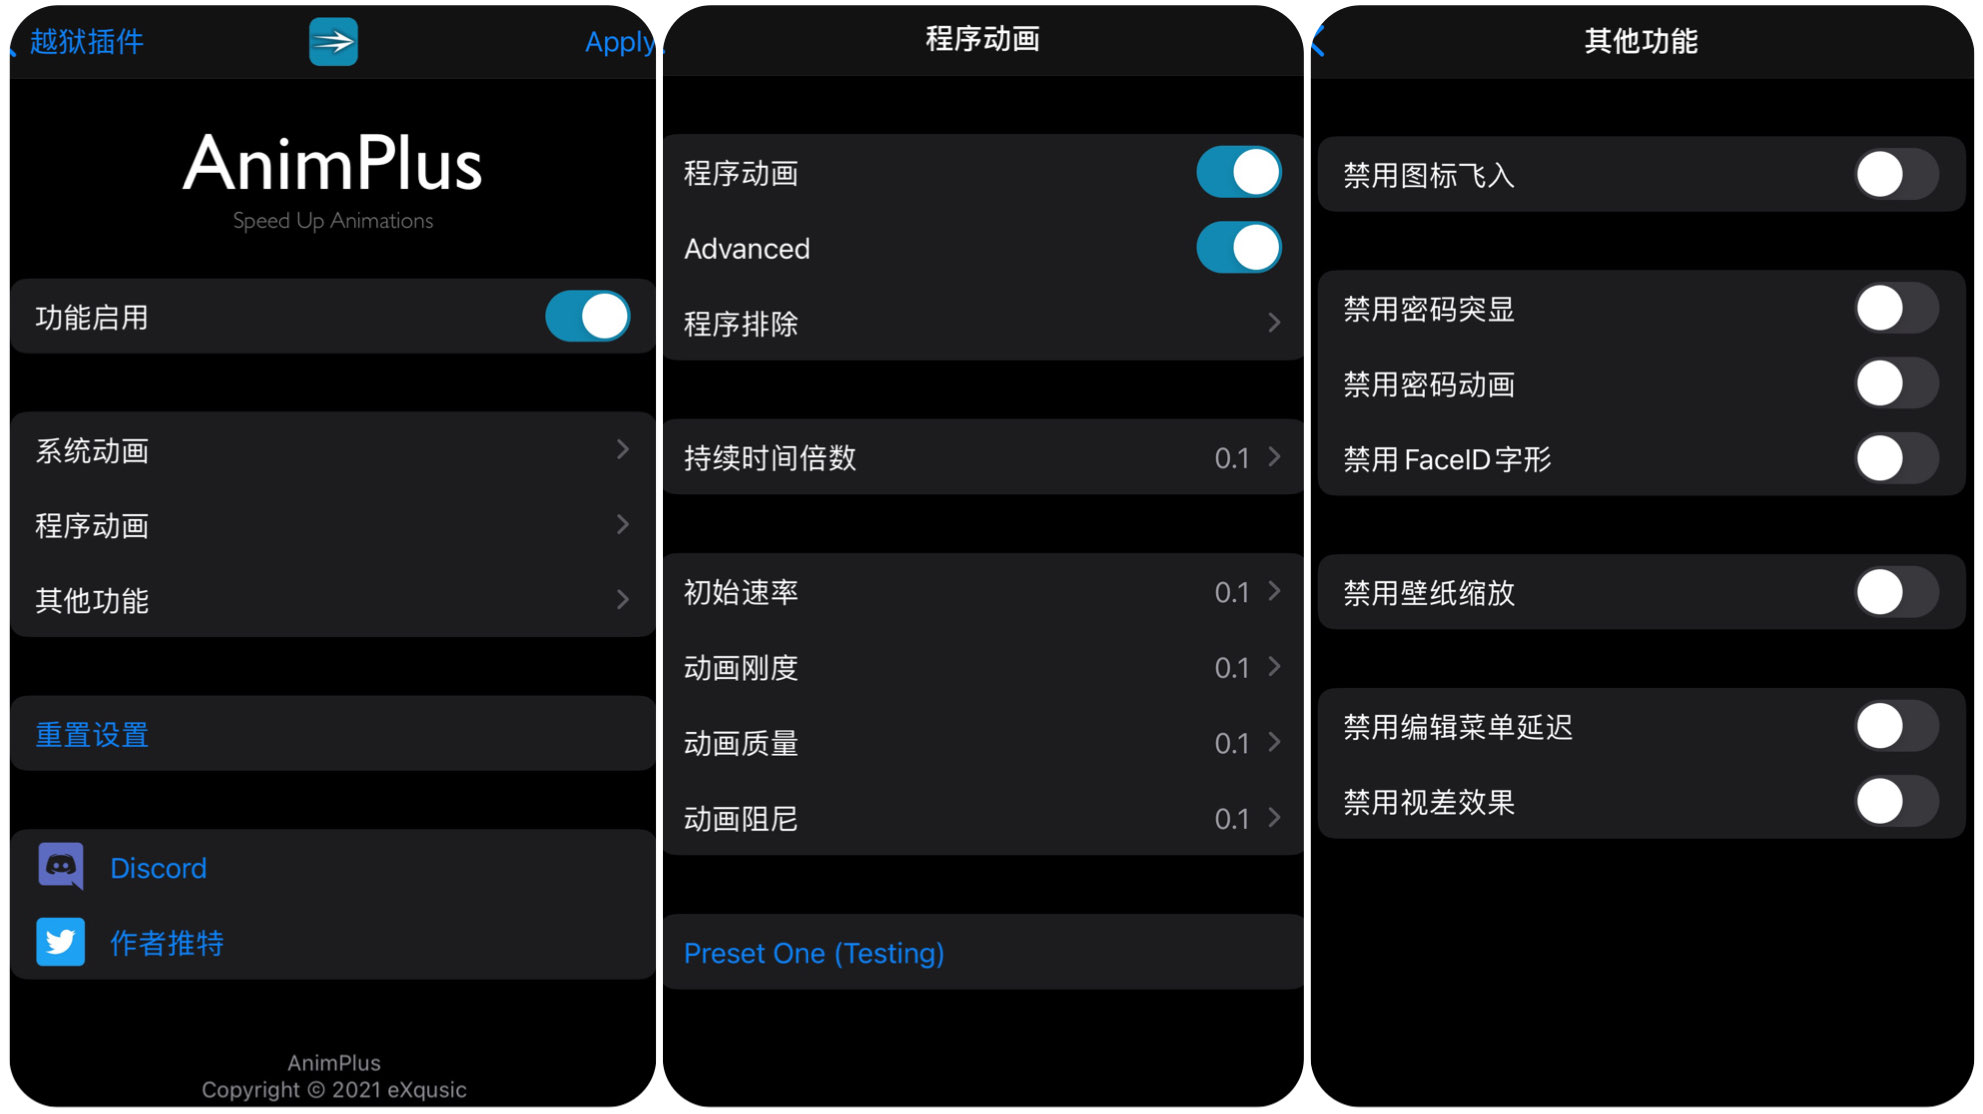 越狱插件
Apply
AnimPlus
Speed Up Animations
功能启用
系统动画
程序动画
其他功能
重置设置
Discord
作者推特
AnimPlus
Copyright © 2021 eXqusic
程序动画
程序动画
Advanced
程序排除
持续时间倍数 0.1
初始速率 0.1
动画刚度 0.1
动画质量 0.1
动画阻尼 0.1
Preset One (Testing)
其他功能
禁用图标飞入
禁用密码突显
禁用密码动画
禁用 FaceID 字形
禁用壁纸缩放
禁用编辑菜单延迟
禁用视差效果